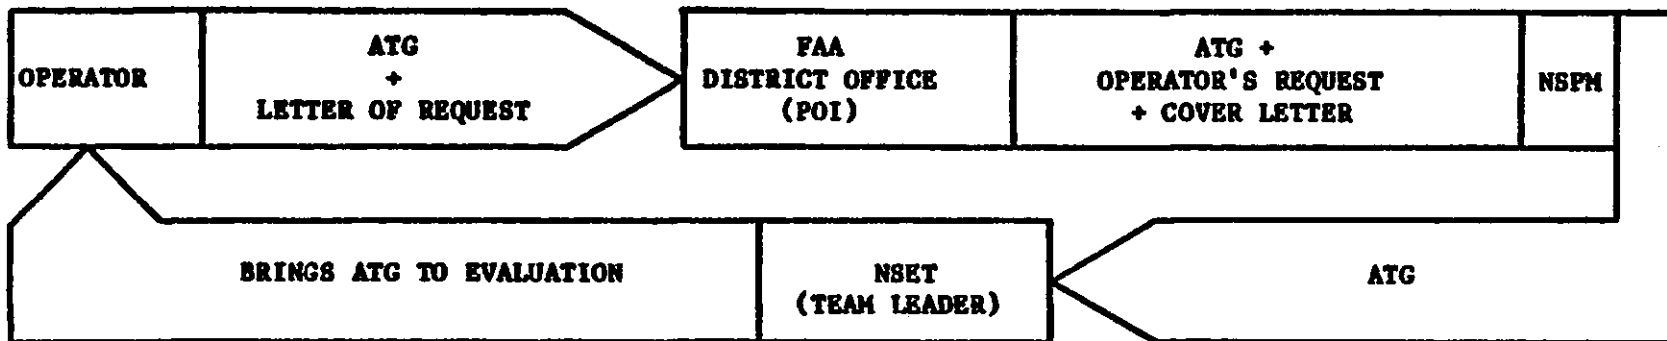 OPERATOR
ATG
+
LETTER OF REQUEST
FAA
DISTRICT OFFICE
(POI)
ATG +
OPERATOR'S REQUEST
+ COVER LETTER
NSPM
BRINGS ATG TO EVALUATION
NSET
(TEAM LEADER)
ATG